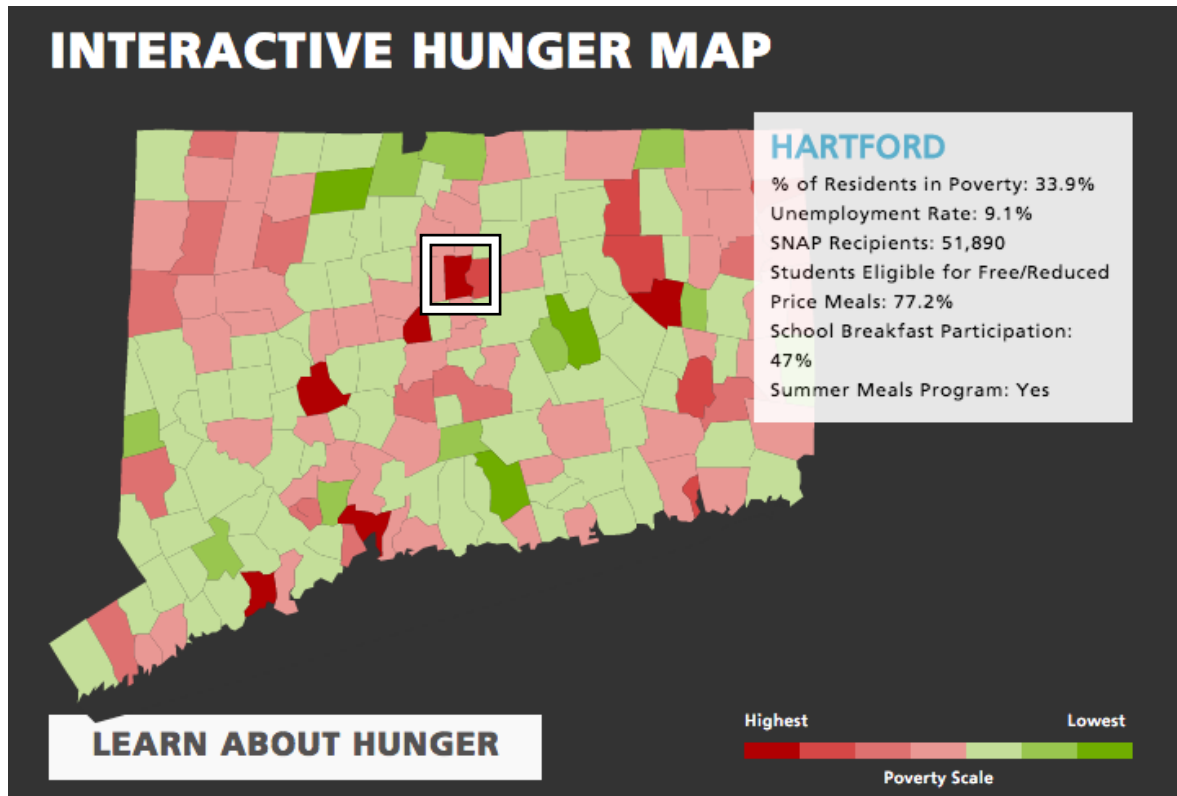 INTERACTIVE HUNGER MAP
HARTFORD
% of Residents in Poverty: 33.9%
Unemployment Rate: 9.1%
SNAP Recipients: 51,890
Students Eligible for Free/Reduced
Price Meals: 77.2%
School Breakfast Participation:
47%
Summer Meals Program: Yes
LEARN ABOUT HUNGER
Highest Lowest
Poverty Scale